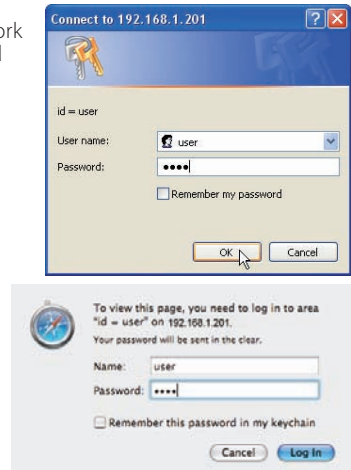 ork
Connect to 192.168.1.201
id = user
User name:
user
Password:
••••
Remember my password
OK
Cancel
To view this page, you need to log in to area
"id = user" on 192.168.1.201.
Your password will be sent in the clear.
Name:
user
Password:
••••
Remember this password in my keychain
Cancel
Log In